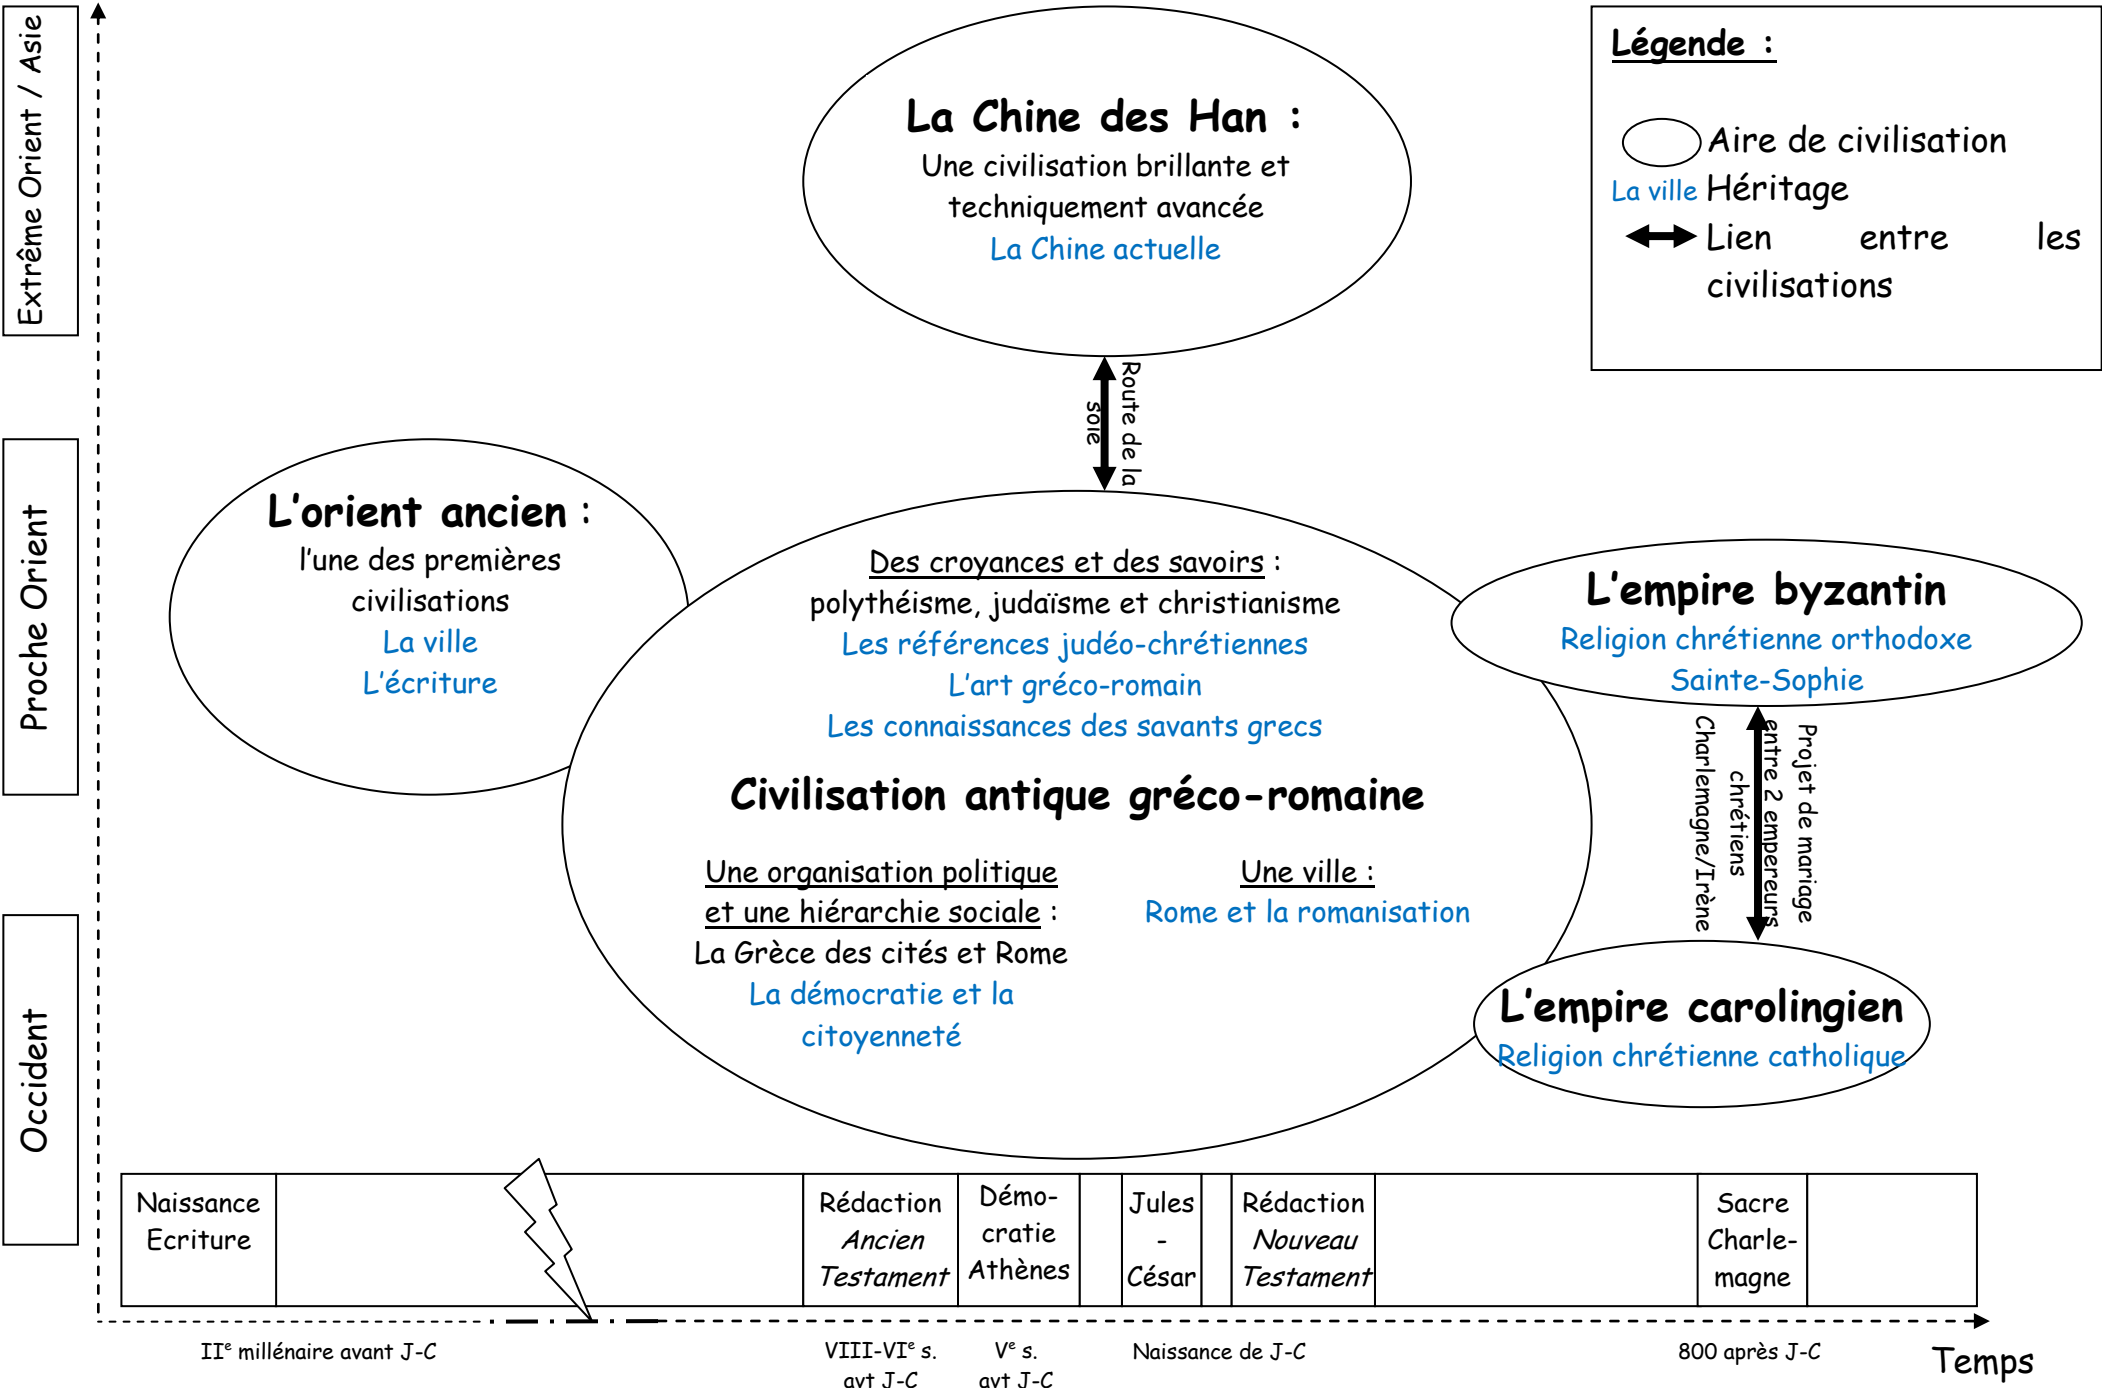 Extrême Orient / Asie
Proche Orient
Occident
La Chine des Han :
Une civilisation brillante et
techniquement avancée
La Chine actuelle
Légende :
Aire de civilisation
La ville Héritage
Lien entre les
civilisations
Route de la
soie
L'orient ancien :
l'une des premières
civilisations
La ville
L'écriture
Des croyances et des savoirs :
polythéisme, judaïsme et christianisme
Les références judéo-chrétiennes
L'art gréco-romain
Les connaissances des savants grecs
Civilisation antique gréco-romaine
Une organisation politique
et une hiérarchie sociale :
La Grèce des cités et Rome
La démocratie et la
citoyenneté
Une ville :
Rome et la romanisation
L'empire byzantin
Religion chrétienne orthodoxe
Sainte-Sophie
Projet de mariage
entre 2 empereurs
chrétiens
Charlemagne/Irène
L'empire carolingien
Religion chrétienne catholique
Naissance
Ecriture
Rédaction
Ancien
Testament
Démo-
cratie
Athènes
Jules
-
César
Rédaction
Nouveau
Testament
Sacre
Charle-
magne
IIe millénaire avant J-C
VIII-VIe s.
avt J-C
Ve s.
avt J-C
Naissance de J-C
800 après J-C
Temps